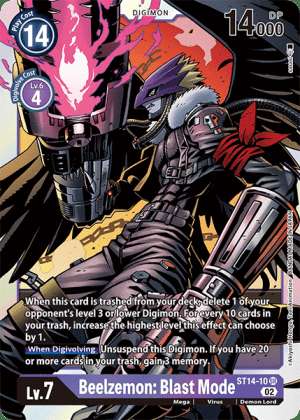 DIGIMON
Play Cost
14
DP
14000
Digivolve Cost
Lv.6
4
When this card is trashed from your deck, delete 1 of your
opponent's level 3 or lower Digimon. For every 10 cards
in your trash, increase the highest level this effect can choose
by 1.
When Digivolving Unsuspend this Digimon. If you have 20
or more cards in your trash, gain 3 memory.
Lv.7
Beelzemon: Blast Mode
ST14-10 SR
02
Mega
Virus
Demon Lord